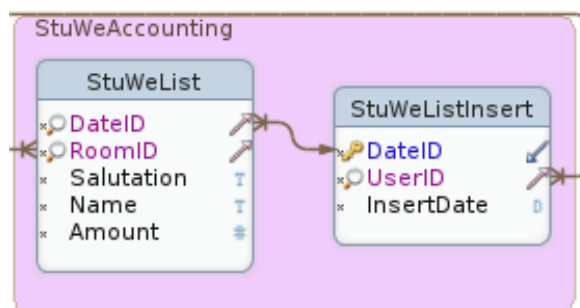 StuWeAccounting
StuWeList
DateID
RoomID
Salutation T
Name T
Amount #
StuWeListInsert
DateID
UserID
InsertDate D